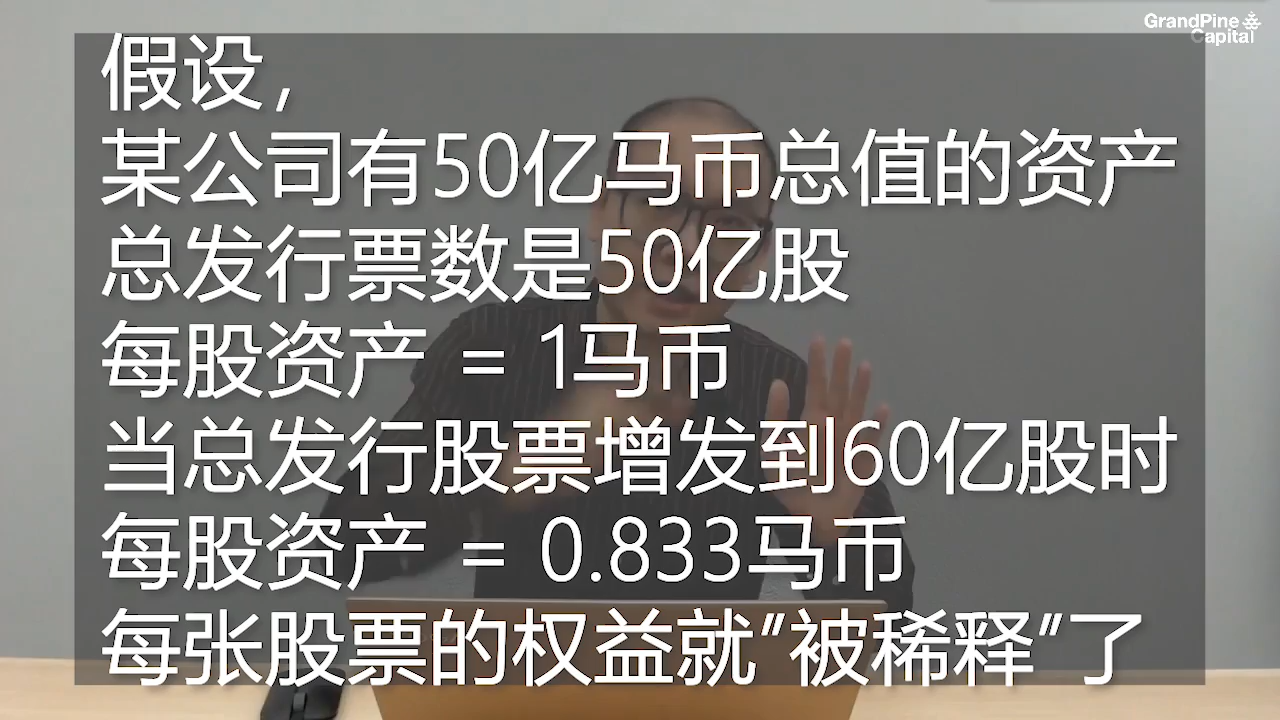 GrandPine
Capital
假设，
某公司有50亿马币总值的资产
总发行票数是50亿股
每股资产 = 1马币
当总发行股票增发到60亿股时
每股资产 = 0.833马币
每张股票的权益就"被稀释"了